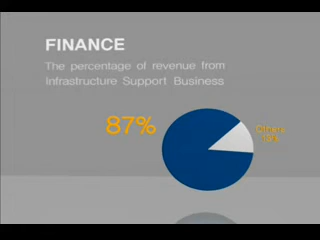 FINANCE
The percentage of revenue from
Infrastructure Support Business
87%
Others
13%